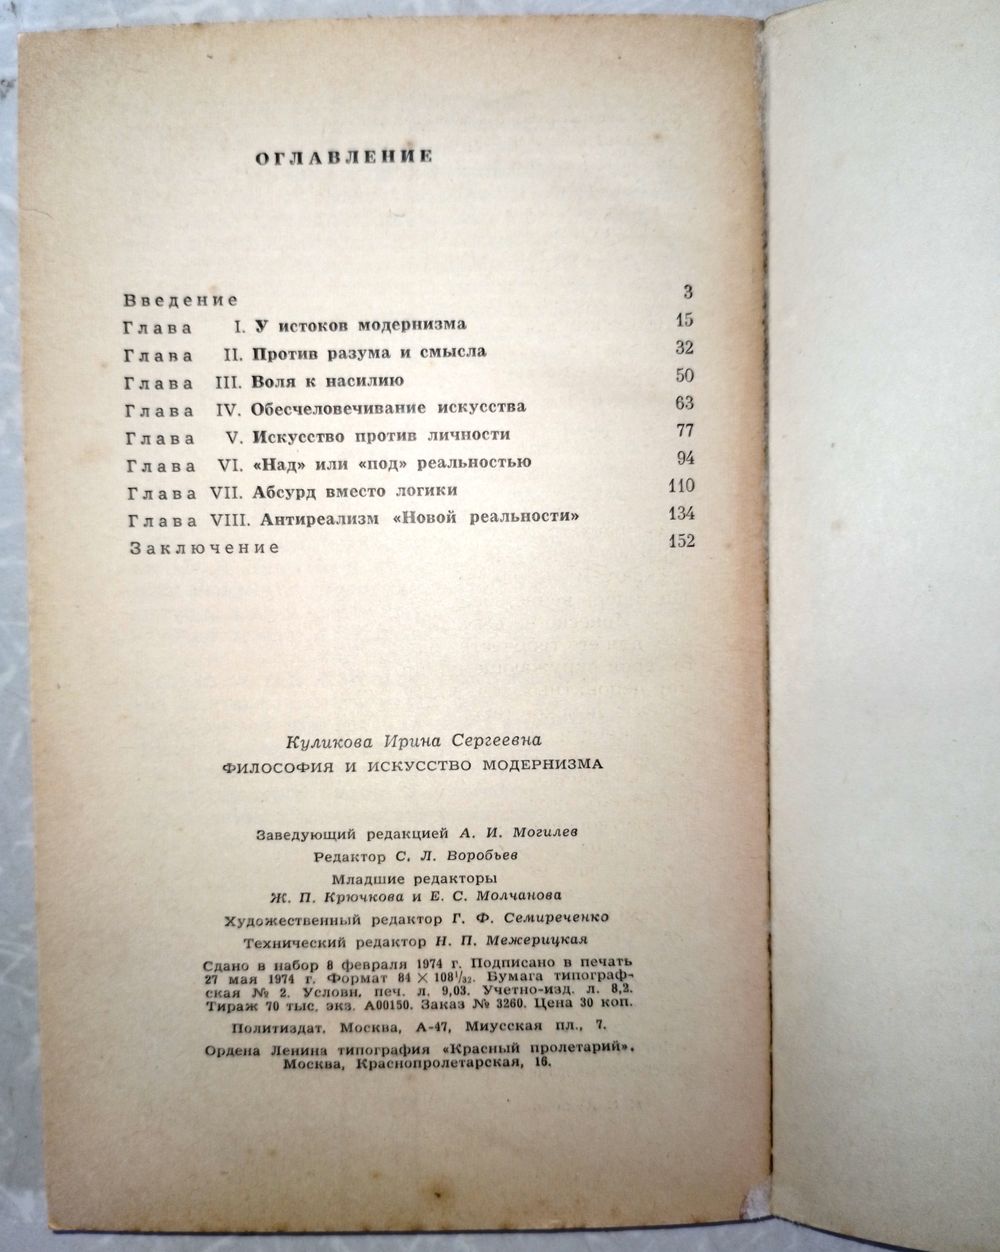 ОГЛАВЛЕНИЕ
Введение 3
Глава I. У истоков модернизма 15
Глава II. Против разума и смысла 32
Глава III. Воля к насилию 50
Глава IV. Обесчеловечивание искусства 63
Глава V. Искусство против личности 77
Глава VI. «Над» или «под» реальностью 94
Глава VII. Абсурд вместо логики 110
Глава VIII. Антиреализм «Новой реальности» 134
Заключение 152
Куликова Ирина Сергеевна
ФИЛОСОФИЯ И ИСКУССТВО МОДЕРНИЗМА
Заведующий редакцией А. И. Могилев
Редактор С. Л. Воробьев
Младшие редакторы
Ж. П. Крючкова и Е. С. Молчанова
Художественный редактор Г. Ф. Семиреченко
Технический редактор Н. П. Межерицкая
Сдано в набор 8 февраля 1974 г. Подписано в печать
27 мая 1974 г. Формат 84 × 108¹/₃₂. Бумага типограф-
ская № 2. Условн. печ. л. 9,03. Учетно-изд. л. 8,2.
Тираж 70 тыс. экз. А00150. Заказ № 3260. Цена 30 коп.
Политиздат. Москва, А-47, Миусская пл., 7.
Ордена Ленина типография «Красный пролетарий».
Москва, Краснопролетарская, 16.